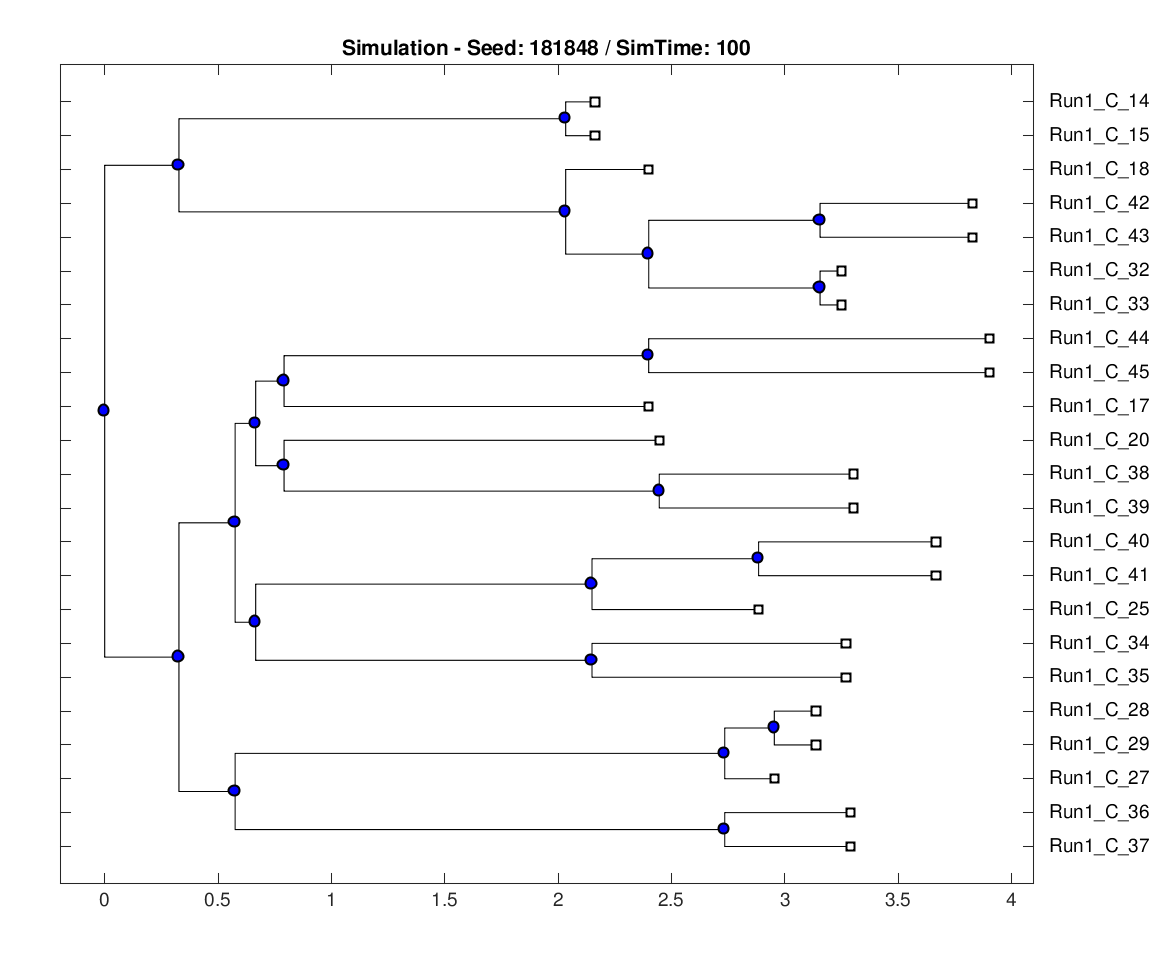 Simulation - Seed: 181848 / SimTime: 100
Run1_C_14
Run1_C_15
Run1_C_18
Run1_C_42
Run1_C_43
Run1_C_32
Run1_C_33
Run1_C_44
Run1_C_45
Run1_C_17
Run1_C_20
Run1_C_38
Run1_C_39
Run1_C_40
Run1_C_41
Run1_C_25
Run1_C_34
Run1_C_35
Run1_C_28
Run1_C_29
Run1_C_27
Run1_C_36
Run1_C_37
0 0.5 1 1.5 2 2.5 3 3.5 4